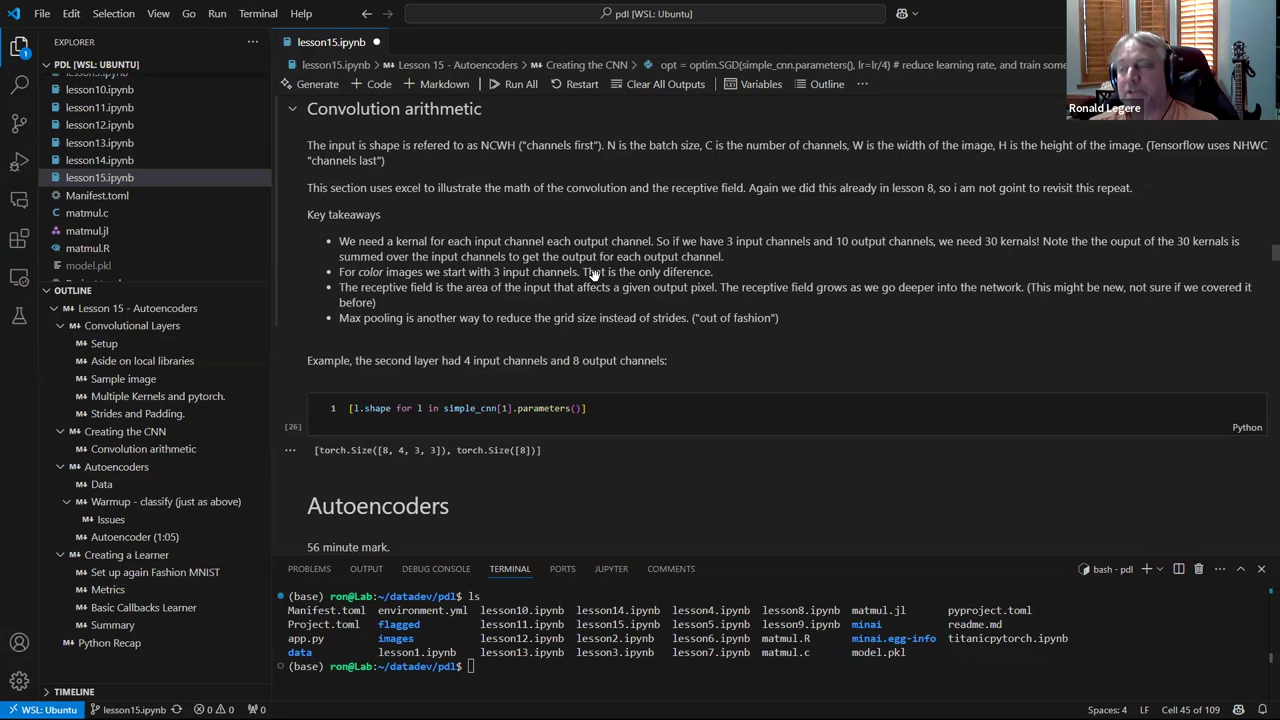 File Edit Selection View Go Run Terminal Help
pdl [WSL: Ubuntu]
EXPLORER
PDL [WSL: UBUNTU]
lesson9.ipynb
lesson10.ipynb
lesson11.ipynb
lesson12.ipynb
lesson13.ipynb
lesson14.ipynb
lesson15.ipynb
Manifest.toml
matmul.c
matmul.jl
matmul.R
model.pkl
OUTLINE
Lesson 15 - Autoencoders
Convolutional Layers
Setup
Aside on local libraries
Sample image
Multiple Kernels and pytorch.
Strides and Padding.
Creating the CNN
Convolution arithmetic
Autoencoders
Data
Warmup - classify (just as above)
Issues
Autoencoder (1:05)
Creating a Learner
Set up again Fashion MNIST
Metrics
Basic Callbacks Learner
Summary
Python Recap
TIMELINE
lesson15.ipynb
lesson15.ipynb > Lesson 15 - Autoencoders > Creating the CNN > opt = optim.SGD(simple_cnn.parameters(), lr=lr/4) # reduce learning rate, and train some
Generate + Code + Markdown Run All Restart Clear All Outputs Variables Outline ...
Ronald Legere
Convolution arithmetic
The input is shape is refered to as NCWH ("channels first"). N is the batch size, C is the number of channels, W is the width of the image, H is the height of the image. (Tensorflow uses NHWC
"channels last")
This section uses excel to illustrate the math of the convolution and the receptive field. Again we did this already in lesson 8, so i am not goint to revisit this repeat.
Key takeaways
• We need a kernal for each input channel each output channel. So if we have 3 input channels and 10 output channels, we need 30 kernals! Note the the ouput of the 30 kernals is
summed over the input channels to get the output for each output channel.
• For color images we start with 3 input channels. That is the only diference.
• The receptive field is the area of the input that affects a given output pixel. The receptive field grows as we go deeper into the network. (This might be new, not sure if we covered it
before)
• Max pooling is another way to reduce the grid size instead of strides. ("out of fashion")
Example, the second layer had 4 input channels and 8 output channels:
1 [l.shape for l in simple_cnn[1].parameters()]
[26]
Python
... [torch.Size([8, 4, 3, 3]), torch.Size([8])]
Autoencoders
56 minute mark.
PROBLEMS OUTPUT DEBUG CONSOLE TERMINAL PORTS JUPYTER COMMENTS
bash - pdl
(base) ron@Lab:~/datadev/pdl$ ls
Manifest.toml environment.yml lesson10.ipynb lesson14.ipynb lesson4.ipynb lesson8.ipynb matmul.jl pyproject.toml
Project.toml flagged lesson11.ipynb lesson15.ipynb lesson5.ipynb lesson9.ipynb minai readme.md
app.py images lesson12.ipynb lesson2.ipynb lesson6.ipynb matmul.R minai.egg-info titanicpytorch.ipynb
data lesson1.ipynb lesson13.ipynb lesson3.ipynb lesson7.ipynb matmul.c model.pkl
(base) ron@Lab:~/datadev/pdl$
WSL: Ubuntu lesson15.ipynb 0 0 0 Spaces: 4 LF Cell 45 of 109